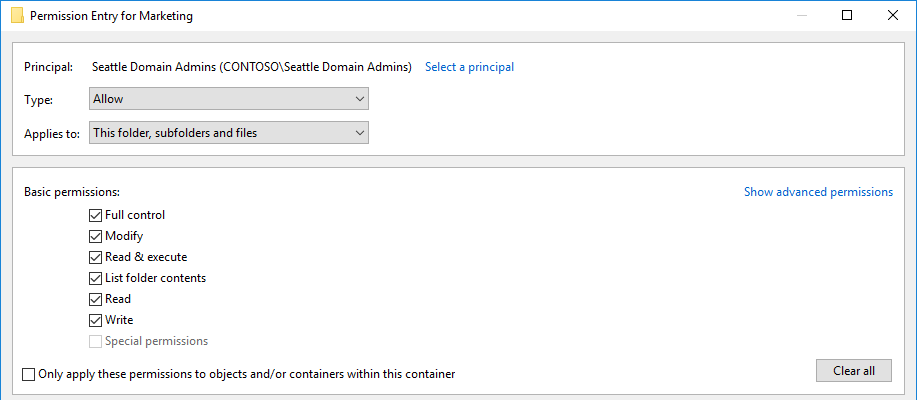 Permission Entry for Marketing
Principal: Seattle Domain Admins (CONTOSO\Seattle Domain Admins) Select a principal
Type: Allow
Applies to: This folder, subfolders and files
Basic permissions: Show advanced permissions
Full control
Modify
Read & execute
List folder contents
Read
Write
Special permissions
Only apply these permissions to objects and/or containers within this container
Clear all